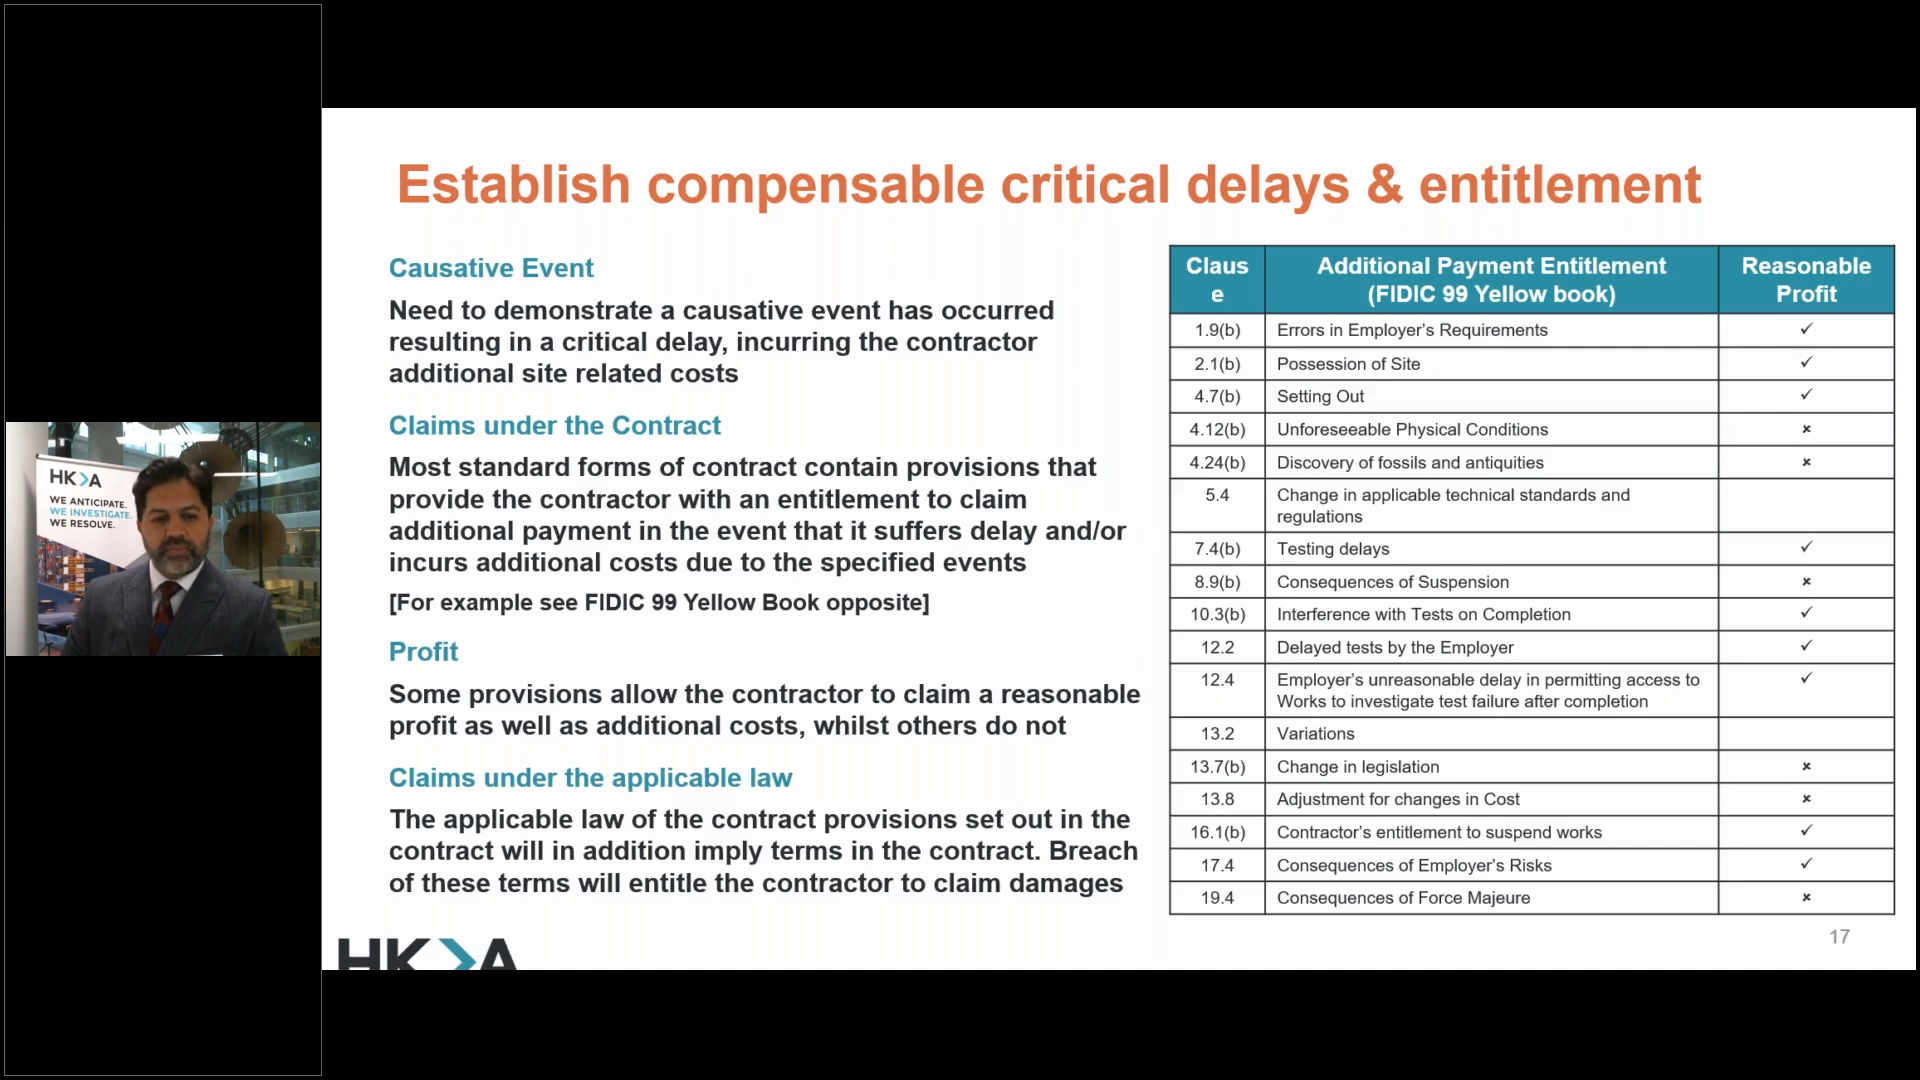 HKA
WE ANTICIPATE.
WE INVESTIGATE.
WE RESOLVE.
Establish compensable critical delays & entitlement
Causative Event
Need to demonstrate a causative event has occurred
resulting in a critical delay, incurring the contractor
additional site related costs
Claims under the Contract
Most standard forms of contract contain provisions that
provide the contractor with an entitlement to claim
additional payment in the event that it suffers delay and/or
incurs additional costs due to the specified events
[For example see FIDIC 99 Yellow Book opposite]
Profit
Some provisions allow the contractor to claim a reasonable
profit as well as additional costs, whilst others do not
Claims under the applicable law
The applicable law of the contract provisions set out in the
contract will in addition imply terms in the contract. Breach
of these terms will entitle the contractor to claim damages
Claus
e
Additional Payment Entitlement
(FIDIC 99 Yellow book)
Reasonable
Profit
1.9(b) Errors in Employer's Requirements ✓
2.1(b) Possession of Site ✓
4.7(b) Setting Out ✓
4.12(b) Unforeseeable Physical Conditions ×
4.24(b) Discovery of fossils and antiquities ×
5.4 Change in applicable technical standards and
regulations
7.4(b) Testing delays ✓
8.9(b) Consequences of Suspension ×
10.3(b) Interference with Tests on Completion ✓
12.2 Delayed tests by the Employer ✓
12.4 Employer's unreasonable delay in permitting access to ✓
Works to investigate test failure after completion
13.2 Variations
13.7(b) Change in legislation ×
13.8 Adjustment for changes in Cost ×
16.1(b) Contractor's entitlement to suspend works ✓
17.4 Consequences of Employer's Risks ✓
19.4 Consequences of Force Majeure ×
17
HKA